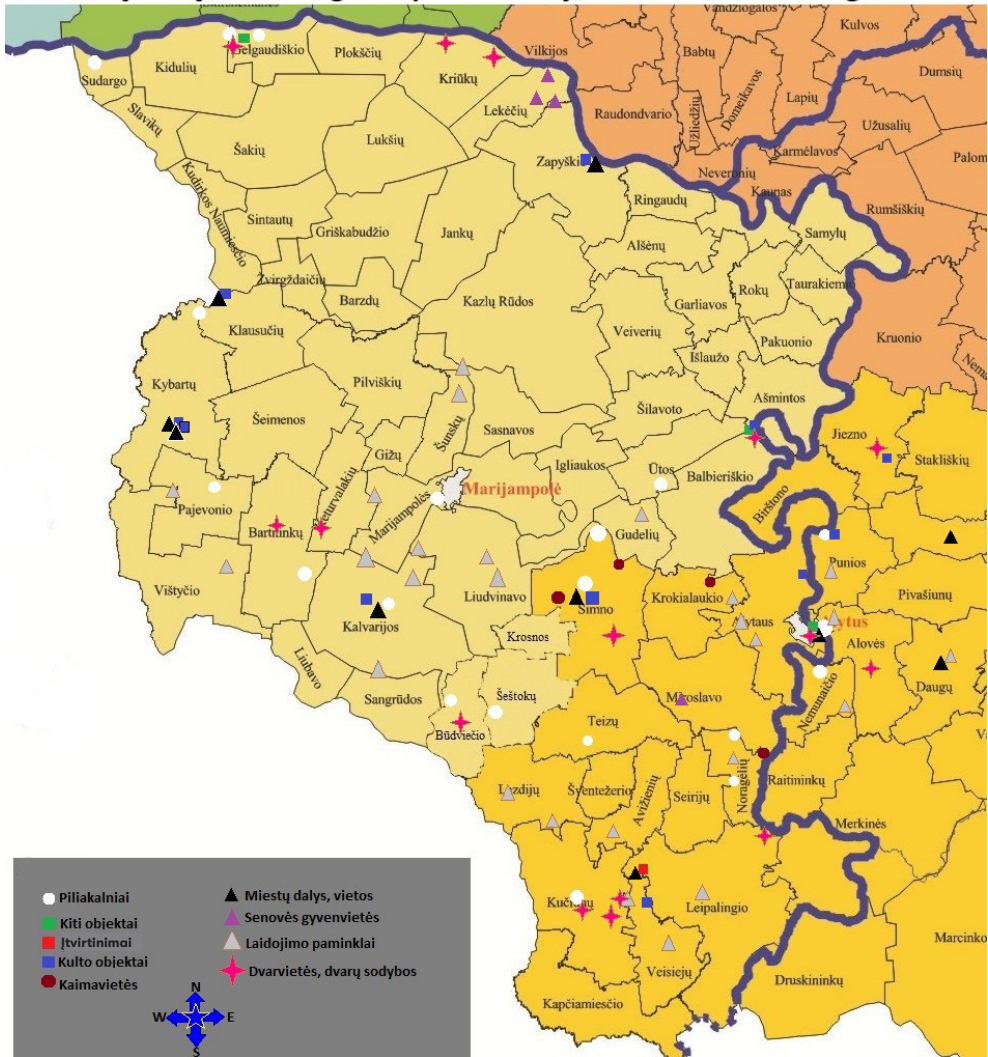 Vandžiogalos
Kulvos
Babtų
Vilkijos
Dumsių
Gelgaudiškio
Plokščių
Kriūkų
Kidulių
Sudargo
Domeikavos
Lapių
Raudondvario
Užliedžių
Užusalių
Lekėčių
Slavikų
Lukšių
Šakių
Karmėlavos
Zapyškio
Neveronių
Palom
Kaunas
Kudirkos Naumiesčio
Ringaudų
Rumšiškių
Sintautų
Griškabudžio
Jankų
Samylų
Alšėnų
Žvirgždaičių
Rokų
Taurakiemio
Barzdų
Kazlų Rūdos
Garliavos
Klausučių
Veiverių
Pakuonio
Kruonio
Išlaužo
Nema
Kybartų
Pilviškių
Ašmintos
Šilavoto
Šeimenos
Šunskų
Sasnavos
Jiezno
Gižų
Stakliškių
Igliaukos
Ūtos
Balbieriškio
Pajevonio
Marijampolės
Marijampolė
Birštono
Bartninkų
Gudelių
Punios
Vištyčio
Liudvinavo
Simno
Krokialaukio
Pivašiūnų
Kalvarijos
Krosnos
Alovės
Liubavo
Sangrūdos
Šeštokų
Miroslavo
Nemunaičio
Daugų
Būdviečio
Teizų
Raitininkų
Lazdijų
Šventežerio
Avižienių
Seirijų
Noragėlių
Merkinės
Leipalingio
Marcinko
Veisiejų
Druskininkų
Kapčiamiesčio
Piliakalniai
Kiti objektai
Įtvirtinimai
Kulto objektai
Kaimavietės
Miestų dalys, vietos
Senovės gyvenvietės
Laidojimo paminklai
Dvarvietės, dvarų sodybos
N
W E
S